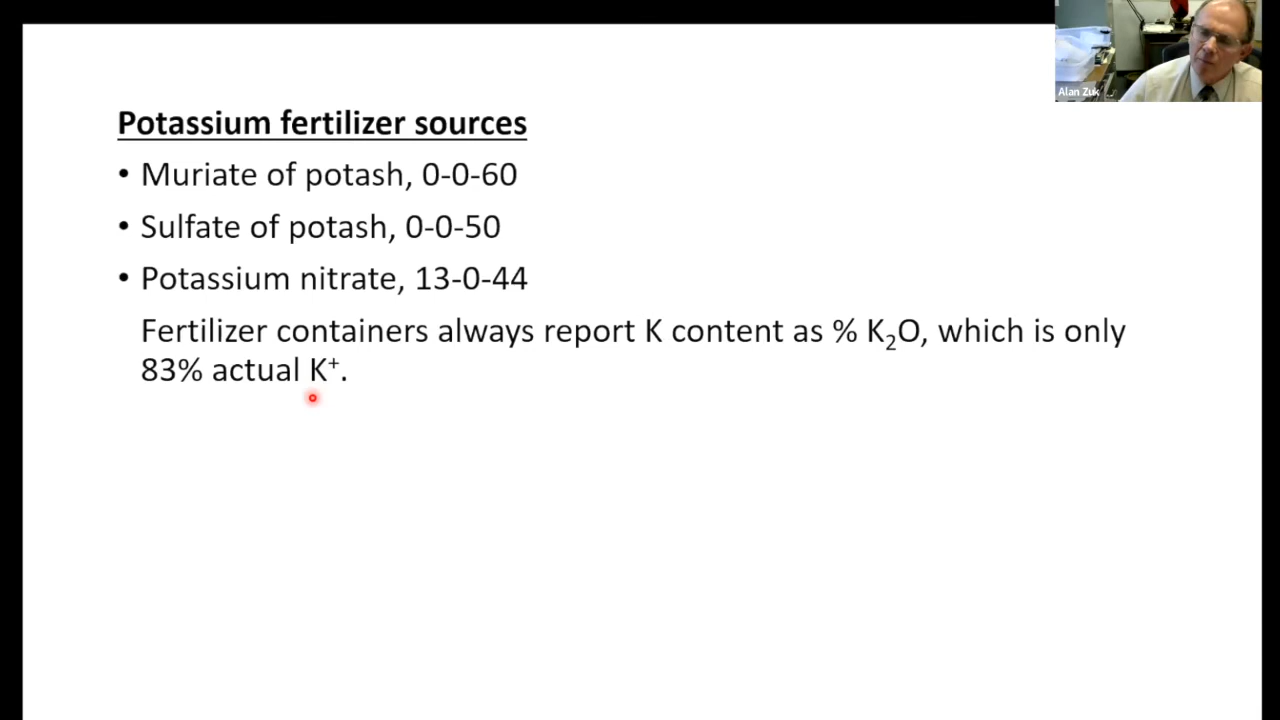 Alan Zuk
Potassium fertilizer sources
• Muriate of potash, 0-0-60
• Sulfate of potash, 0-0-50
• Potassium nitrate, 13-0-44
Fertilizer containers always report K content as % K₂O, which is only
83% actual K⁺.